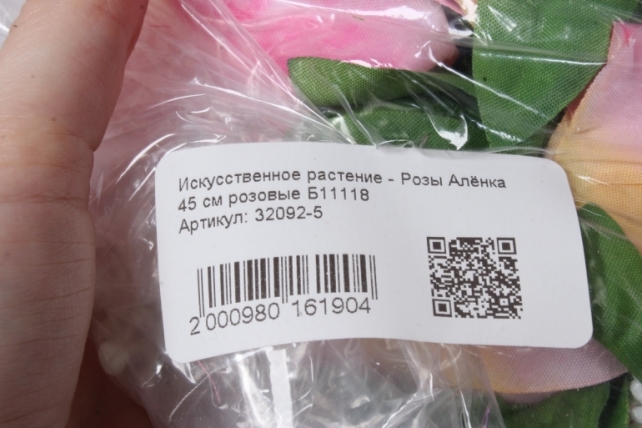 Искусственное растение - Розы Алёнка
45 см розовые Б11118
Артикул: 32092-5
2 000980 161904